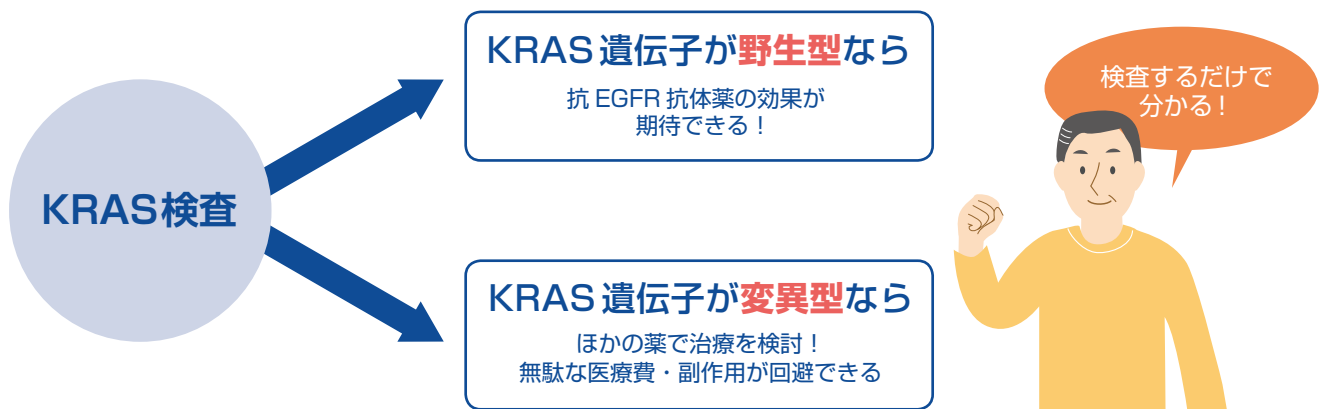 KRAS検査
KRAS遺伝子が野生型なら
抗EGFR抗体薬の効果が
期待できる！
KRAS遺伝子が変異型なら
ほかの薬で治療を検討！
無駄な医療費・副作用が回避できる
検査するだけで
分かる！